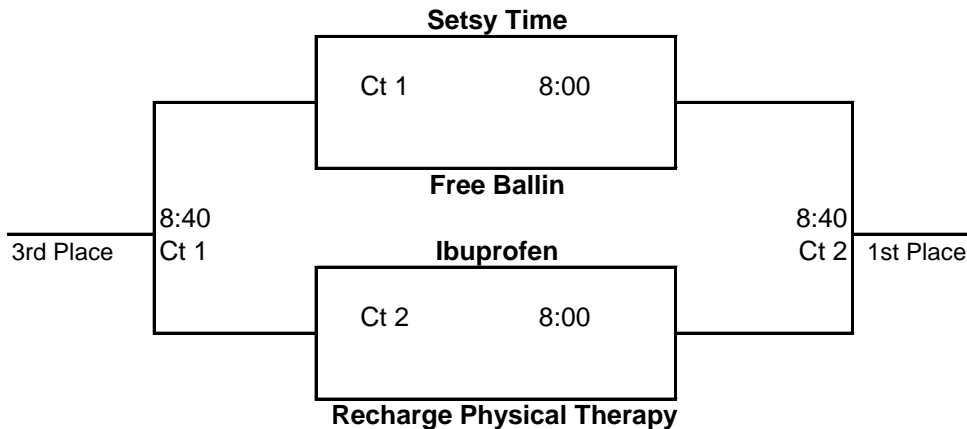 Setsy Time
Ct 1 8:00
Free Ballin
8:40 8:40
3rd Place Ct 1 Ibuprofen Ct 2 1st Place
Ct 2 8:00
Recharge Physical Therapy